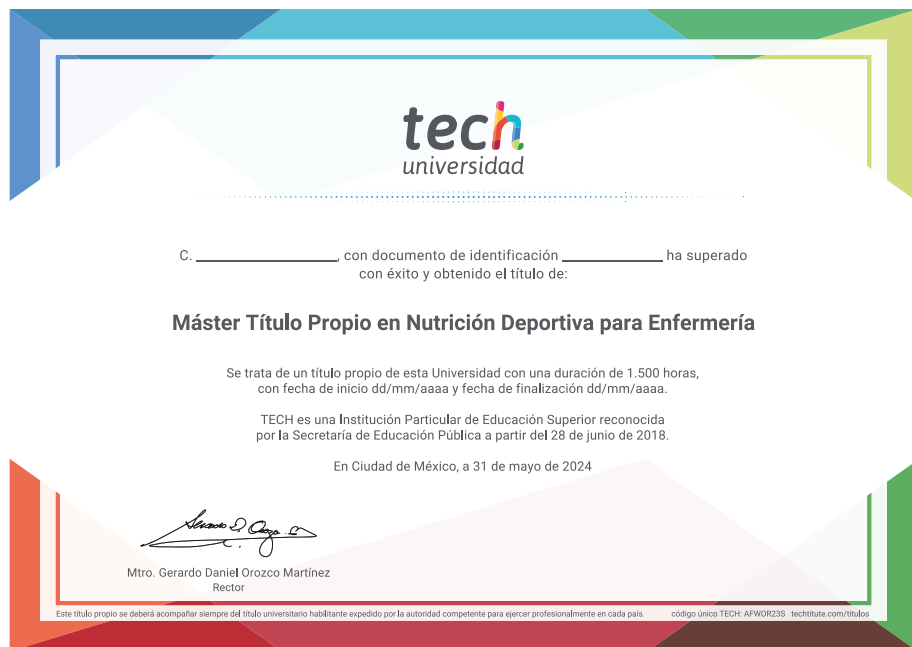 tech
universidad
C. __________________, con documento de identificación _____________ ha superado
con éxito y obtenido el título de:
Máster Título Propio en Nutrición Deportiva para Enfermería
Se trata de un título propio de esta Universidad con una duración de 1.500 horas,
con fecha de inicio dd/mm/aaaa y fecha de finalización dd/mm/aaaa.
TECH es una Institución Particular de Educación Superior reconocida
por la Secretaría de Educación Pública a partir del 28 de junio de 2018.
En Ciudad de México, a 31 de mayo de 2024
Mtro. Gerardo Daniel Orozco Martínez
Rector
Este título propio se deberá acompañar siempre del título universitario habilitante expedido por la autoridad competente para ejercer profesionalmente en cada país. código único TECH: AFWOR23S techtitute.com/titulos